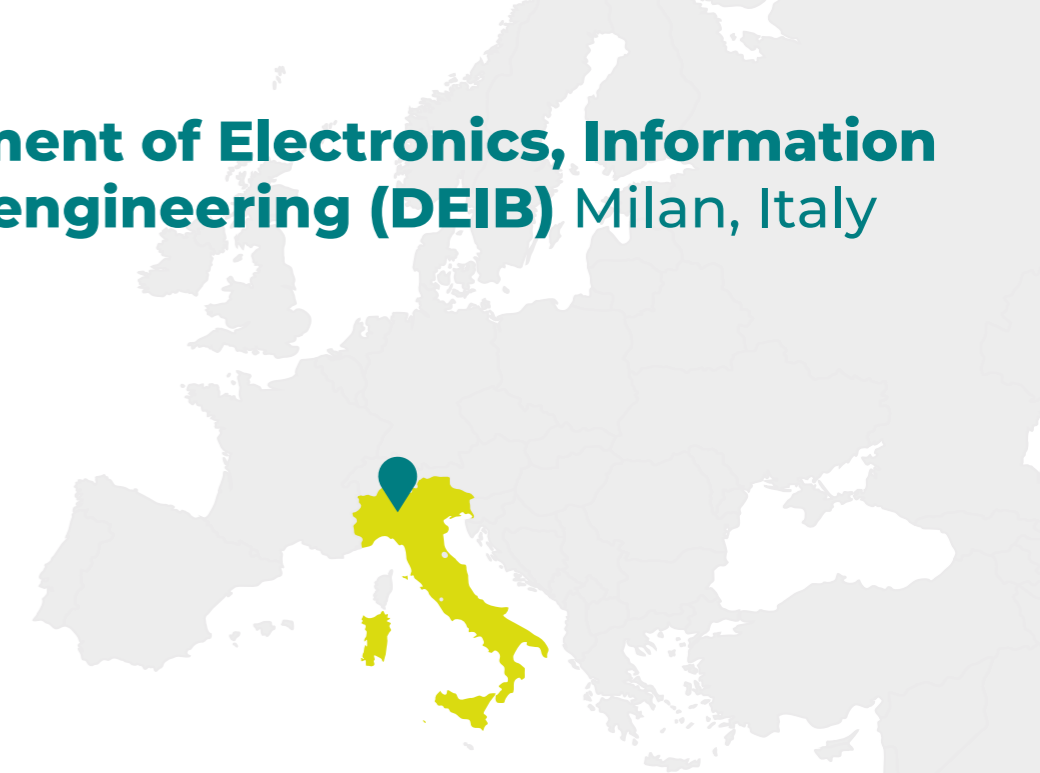 ment of Electronics, Information
engineering (DEIB) Milan, Italy